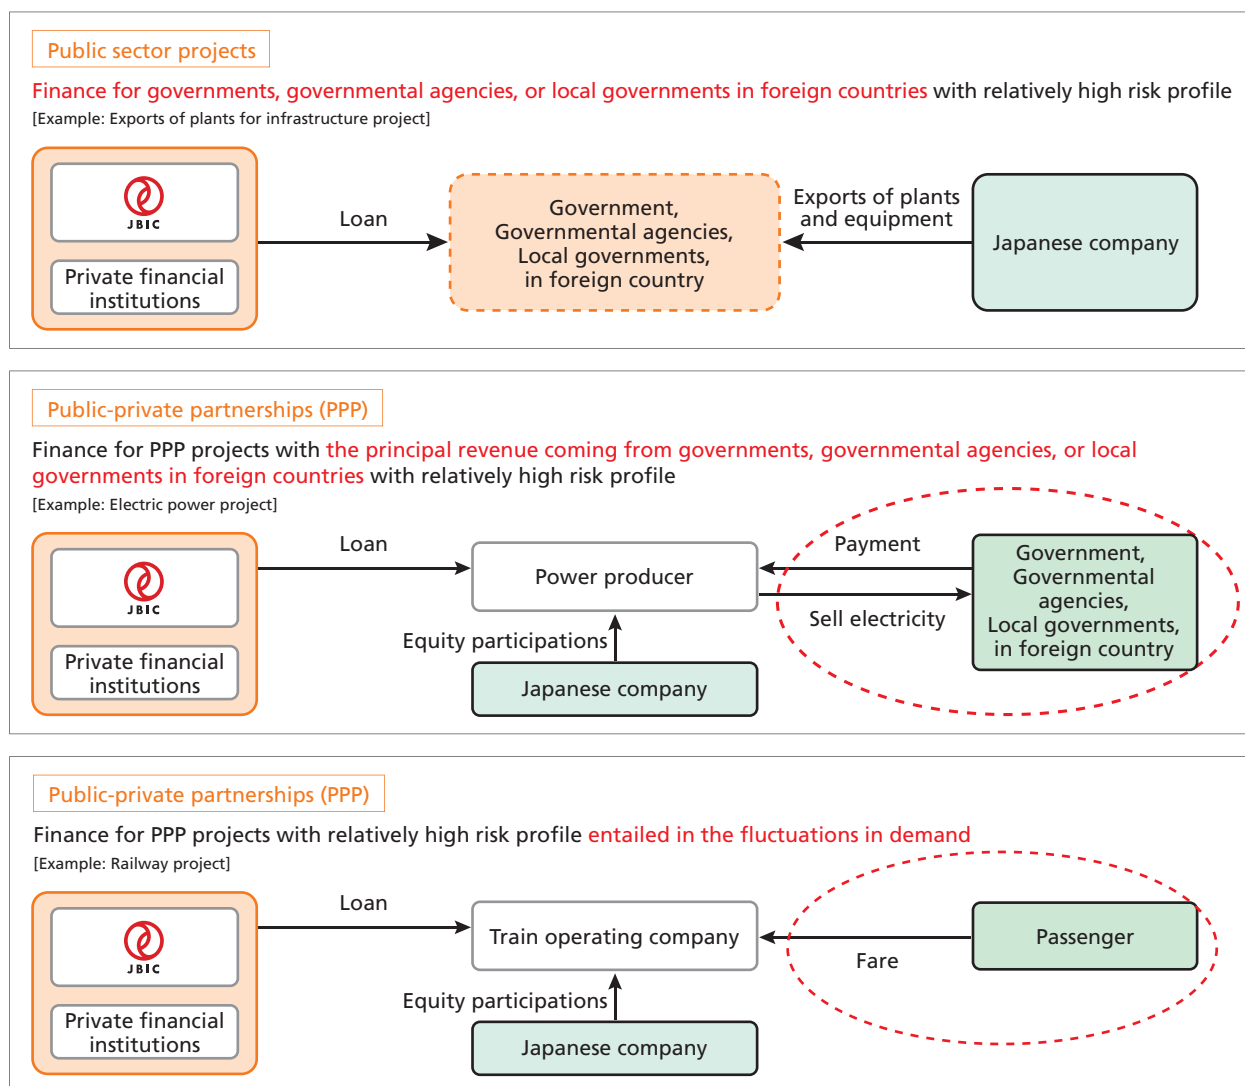 Public sector projects
Finance for governments, governmental agencies, or local governments in foreign countries with relatively high risk profile
[Example: Exports of plants for infrastructure project]
JBIC
Private financial
institutions
Loan
Government,
Governmental agencies,
Local governments,
in foreign country
Exports of plants
and equipment
Japanese company
Public-private partnerships (PPP)
Finance for PPP projects with the principal revenue coming from governments, governmental agencies, or local
governments in foreign countries with relatively high risk profile
[Example: Electric power project]
JBIC
Private financial
institutions
Loan
Power producer
Equity participations
Japanese company
Payment
Sell electricity
Government,
Governmental
agencies,
Local governments,
in foreign country
Public-private partnerships (PPP)
Finance for PPP projects with relatively high risk profile entailed in the fluctuations in demand
[Example: Railway project]
JBIC
Private financial
institutions
Loan
Train operating company
Equity participations
Japanese company
Fare
Passenger